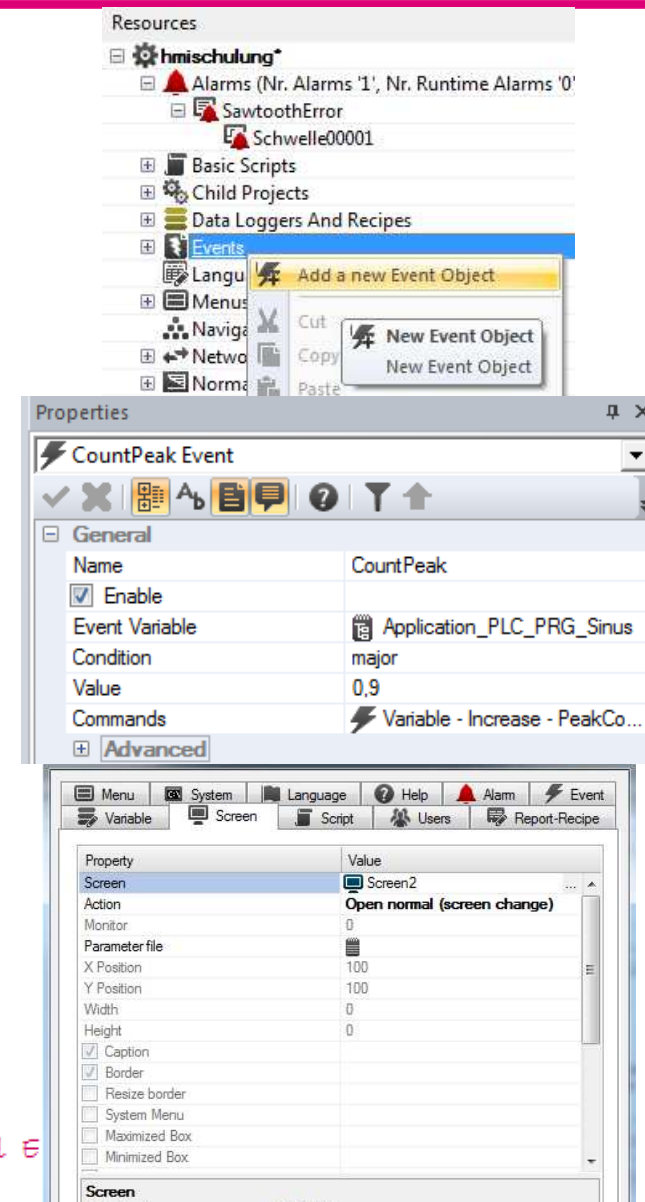 Resources
hmischulung*
Alarms (Nr. Alarms '1', Nr. Runtime Alarms '0'
SawtoothError
Schwelle00001
Basic Scripts
Child Projects
Data Loggers And Recipes
Events
Langu Add a new Event Object
Menus
Naviga Cut New Event Object
Netwo Copy New Event Object
Norma Paste
Properties
CountPeak Event
General
Name CountPeak
Enable
Event Variable Application_PLC_PRG_Sinus
Condition major
Value 0,9
Commands Variable - Increase - PeakCo...
Advanced
Menu System Language Help Alarm Event
Variable Screen Script Users Report-Recipe
Property Value
Screen Screen2 ...
Action Open normal (screen change)
Monitor 0
Parameter file
X Position 100
Y Position 100
Width 0
Height 0
Caption
Border
Resize border
System Menu
Maximized Box
Minimized Box
Screen